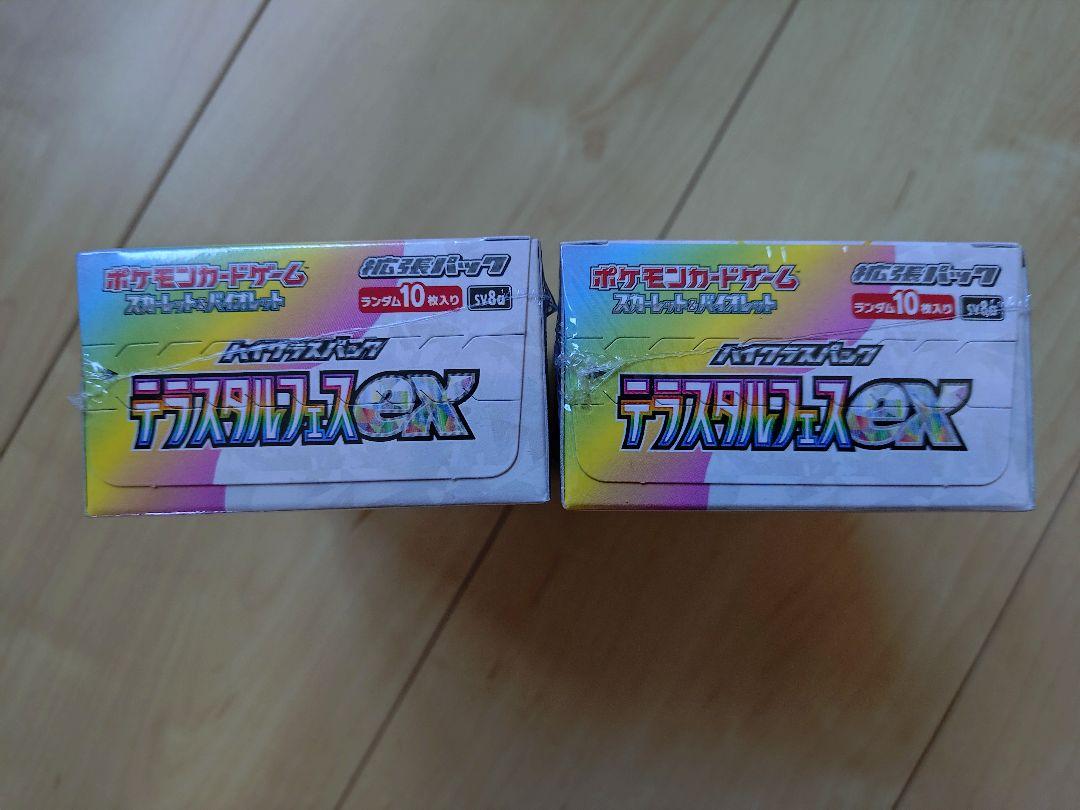 ポケモンカードゲーム 拡張パック
スカーレット&バイオレット ランダム10枚入り sv8a
ハイクラスパック
テラスタルフェスex
ポケモンカードゲーム 拡張パック
スカーレット&バイオレット ランダム10枚入り sv8a
ハイクラスパック
テラスタルフェスex